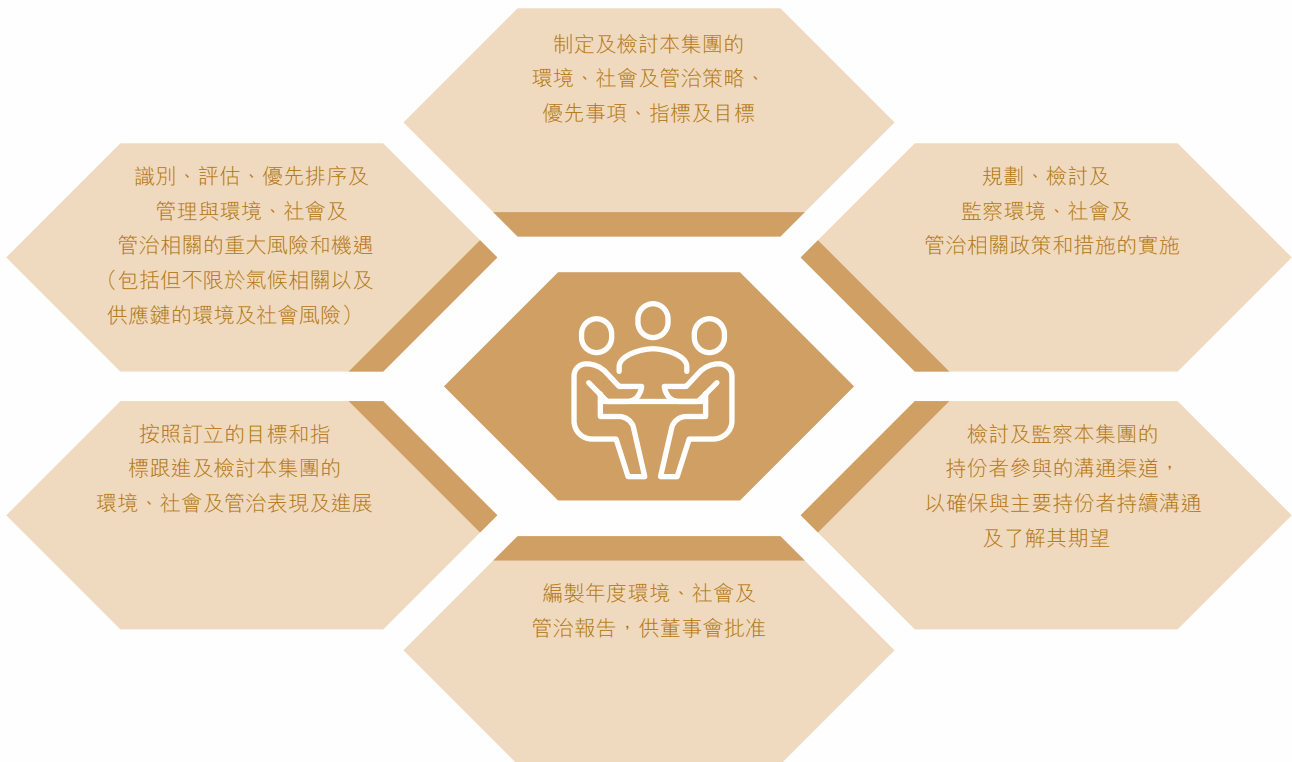 制定及檢討本集團的
環境、社會及管治策略、
優先事項、指標及目標
識別、評估、優先排序及
管理與環境、社會及
管治相關的重大風險和機遇
（包括但不限於氣候相關以及
供應鏈的環境及社會風險）
規劃、檢討及
監察環境、社會及
管治相關政策和措施的實施
按照訂立的目標和指
標跟進及檢討本集團的
環境、社會及管治表現及進展
檢討及監察本集團的
持份者參與的溝通渠道，
以確保與主要持份者持續溝通
及了解其期望
編製年度環境、社會及
管治報告，供董事會批准